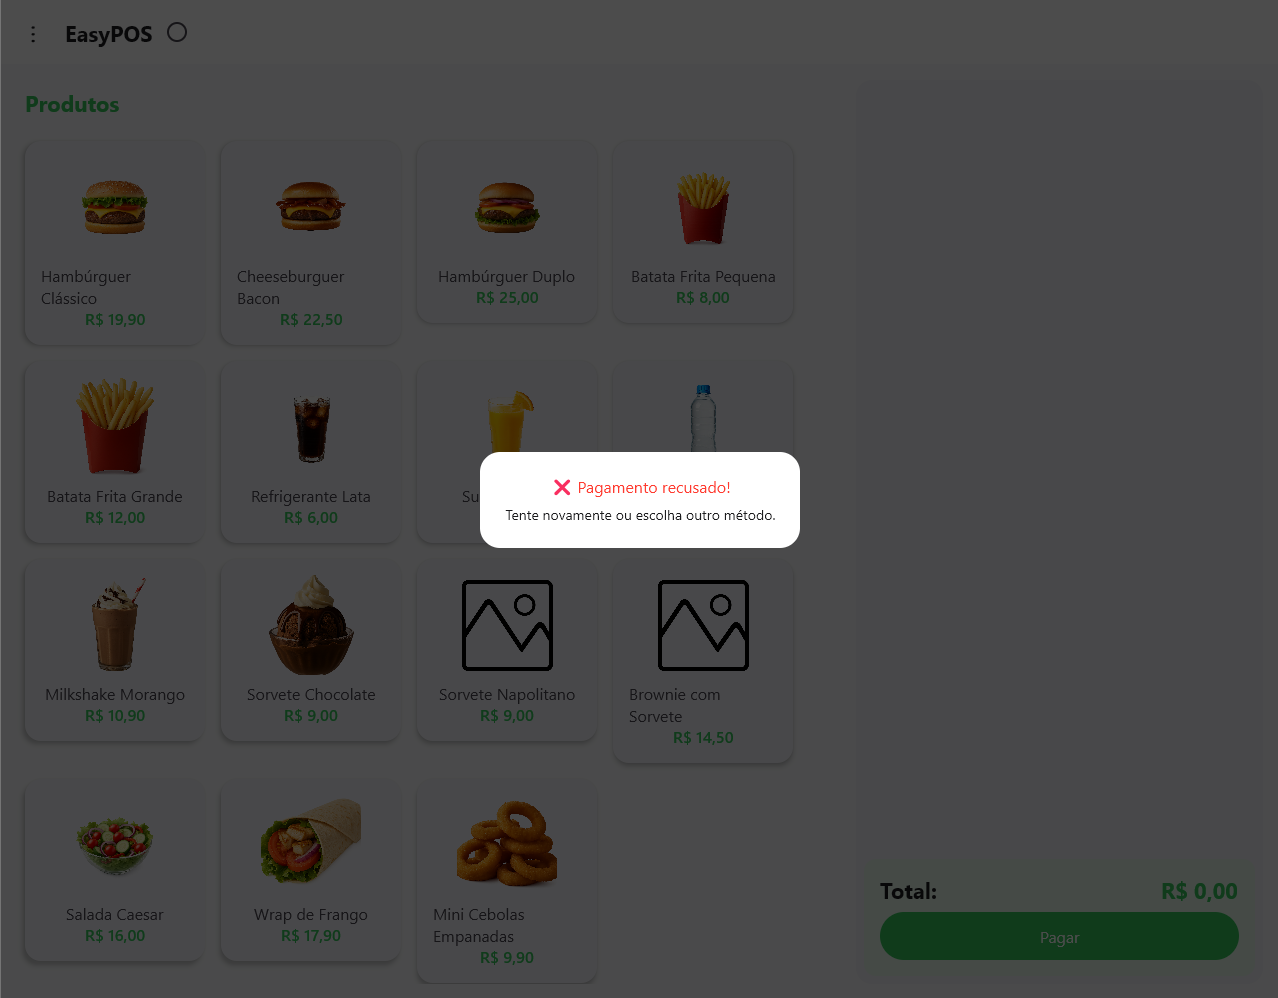 EasyPOS
Produtos
Hambúrguer
Clássico
R$ 19,90
Cheeseburguer
Bacon
R$ 22,50
Hambúrguer Duplo
R$ 25,00
Batata Frita Pequena
R$ 8,00
Batata Frita Grande
R$ 12,00
Refrigerante Lata
R$ 6,00
❌ Pagamento recusado!
Tente novamente ou escolha outro método.
Milkshake Morango
R$ 10,90
Sorvete Chocolate
R$ 9,00
Sorvete Napolitano
R$ 9,00
Brownie com
Sorvete
R$ 14,50
Salada Caesar
R$ 16,00
Wrap de Frango
R$ 17,90
Mini Cebolas
Empanadas
R$ 9,90
Total:
R$ 0,00
Pagar